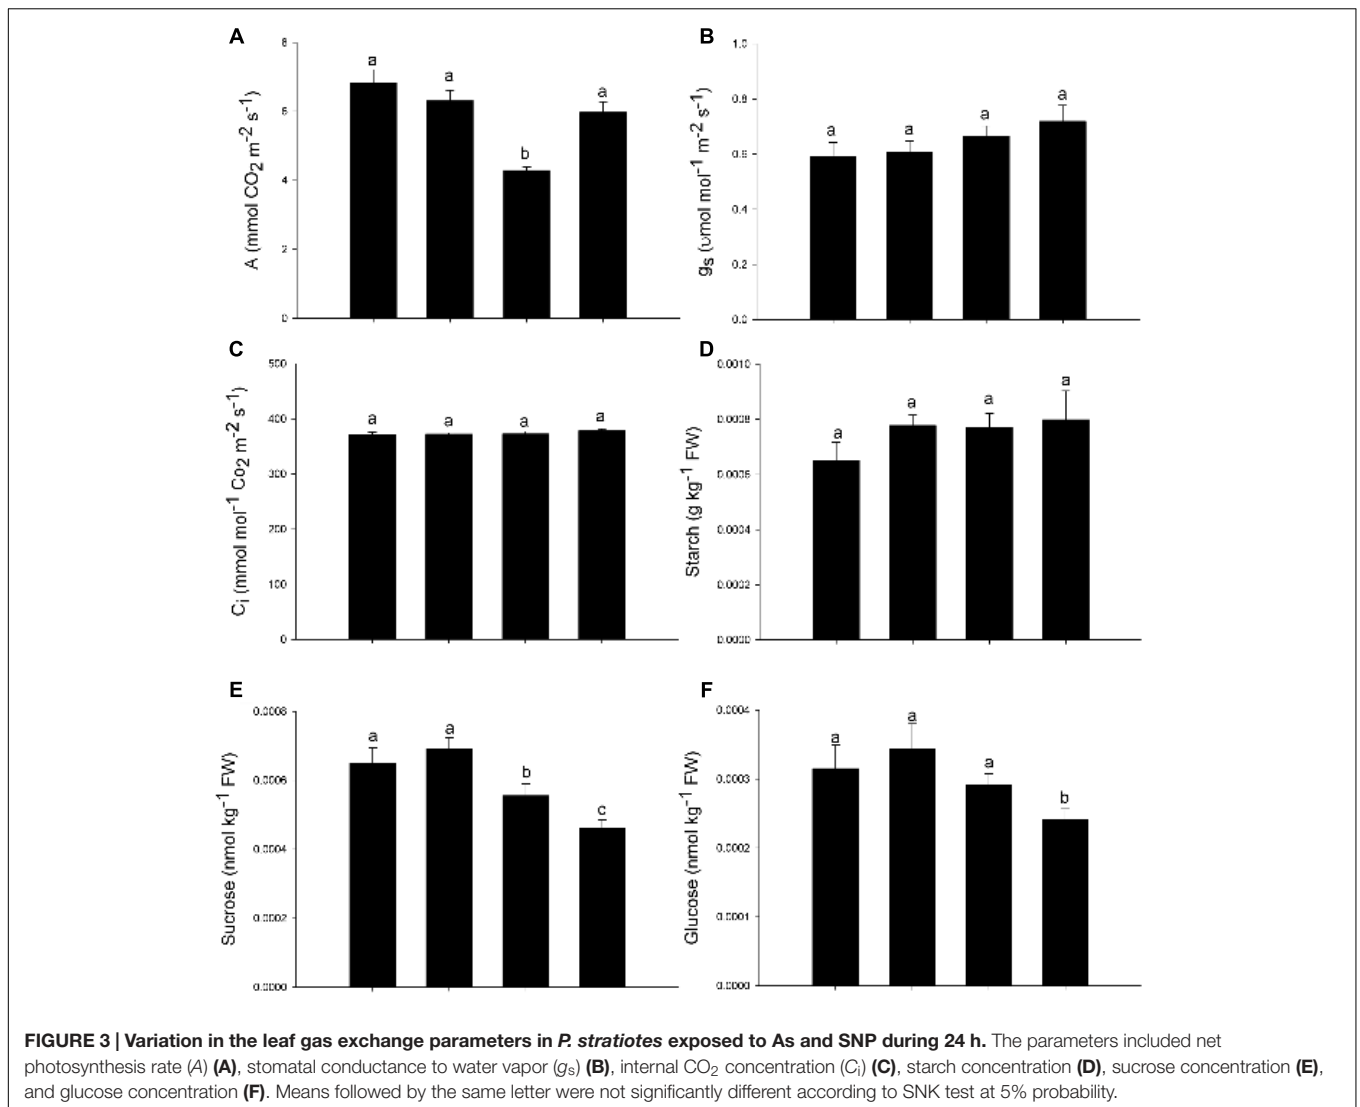 A
8
6
4
2
0
A (mmol CO2 m-2 s-1)
a
a
b
a
B
1.0
0.8
0.6
0.4
0.2
0.0
gs (υmol mol-1 m-2 s-1)
a
a
a
a
C
500
400
300
200
100
0
Ci (mmol mol-1 Co2 m-2 s-1)
a
a
a
a
D
0.0010
0.0008
0.0006
0.0004
0.0002
0.0000
Starch (g kg-1 FW)
a
a
a
a
E
0.0008
0.0006
0.0004
0.0002
0.0000
Sucrose (nmol kg-1 FW)
a
a
b
c
F
0.0004
0.0003
0.0002
0.0001
0.0000
Glucose (nmol kg-1 FW)
a
a
a
b
FIGURE 3 | Variation in the leaf gas exchange parameters in P. stratiotes exposed to As and SNP during 24 h. The parameters included net
photosynthesis rate (A) (A), stomatal conductance to water vapor (gs) (B), internal CO2 concentration (Ci) (C), starch concentration (D), sucrose concentration (E),
and glucose concentration (F). Means followed by the same letter were not significantly different according to SNK test at 5% probability.